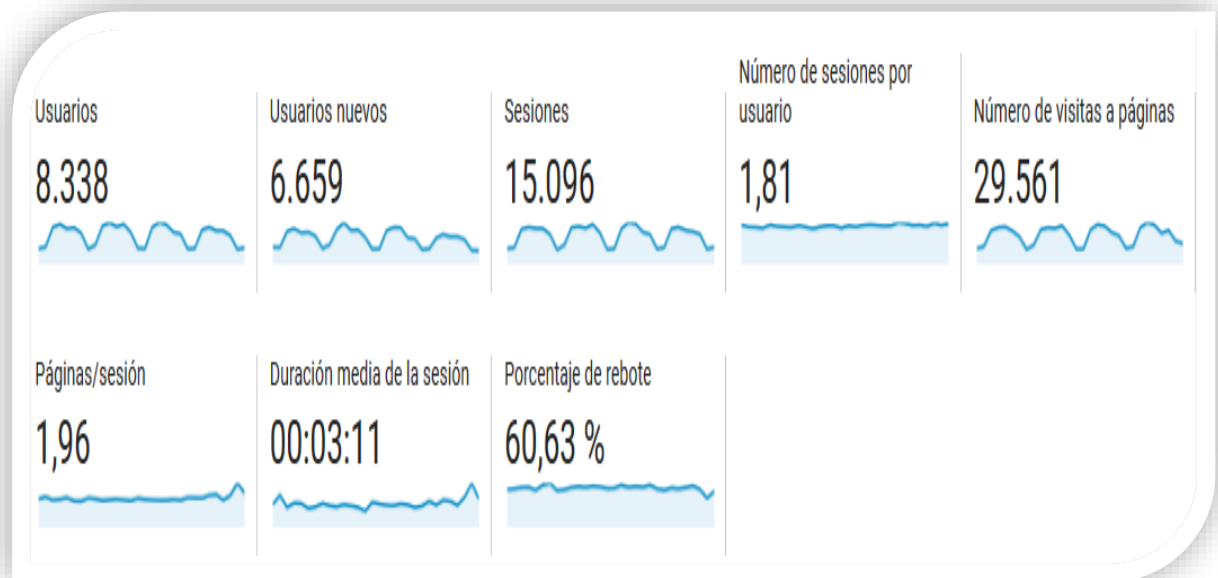 Usuarios
8.338
Usuarios nuevos
6.659
Sesiones
15.096
Número de sesiones por
usuario
1,81
Número de visitas a páginas
29.561
Páginas/sesión
1,96
Duración media de la sesión
00:03:11
Porcentaje de rebote
60,63 %